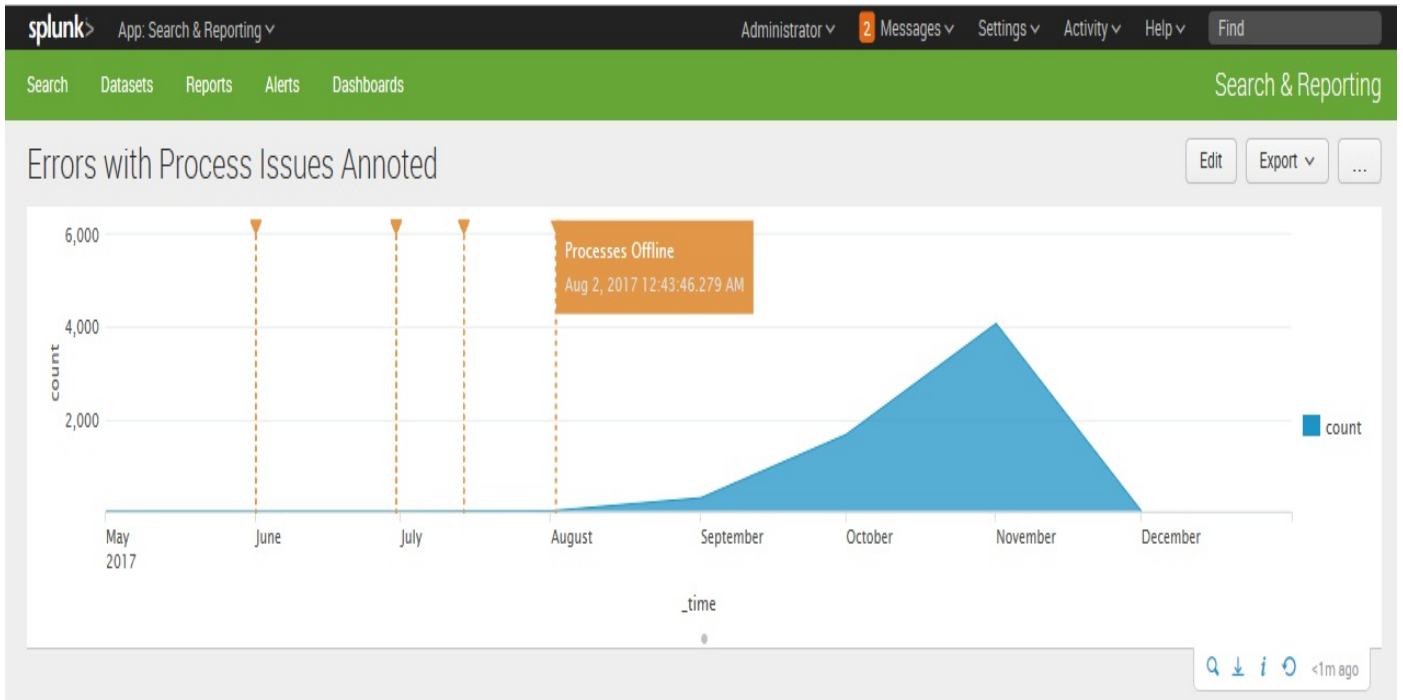 splunk> App: Search & Reporting Administrator 2 Messages Settings Activity Help Find
Search Datasets Reports Alerts Dashboards Search & Reporting
Errors with Process Issues Annoted
Edit Export ...
6,000
4,000
2,000
count
Processes Offline
Aug 2, 2017 12:43:46.279 AM
count
May June July August September October November December
2017
_time
i <1m ago